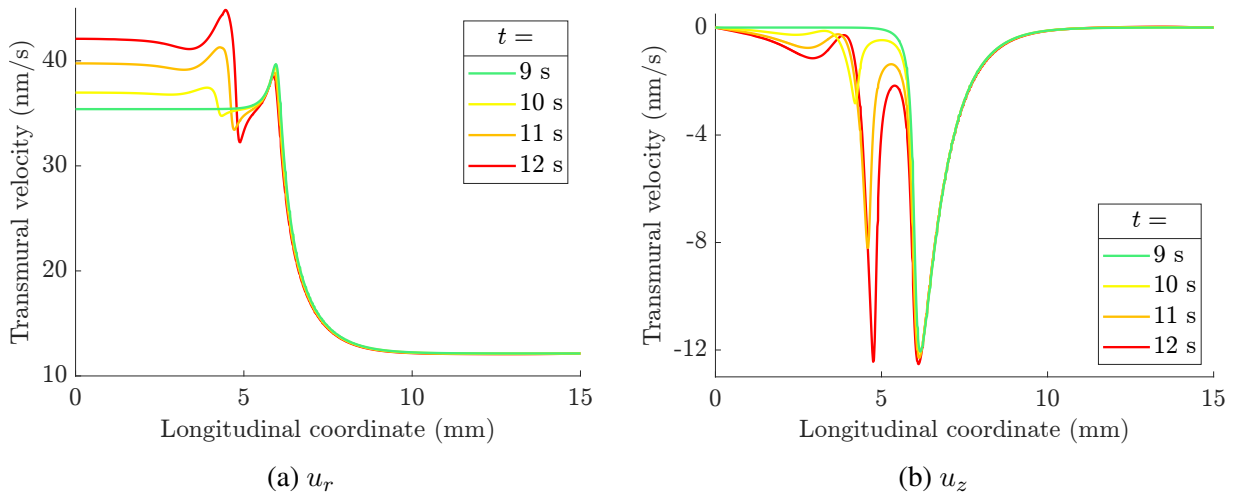 Transmural velocity (nm/s)
40
30
20
10
0
5
10
15
Longitudinal coordinate (mm)
t =
9 s
10 s
11 s
12 s
(a) u_r
Transmural velocity (nm/s)
0
-4
-8
-12
0
5
10
15
Longitudinal coordinate (mm)
t =
9 s
10 s
11 s
12 s
(b) u_z